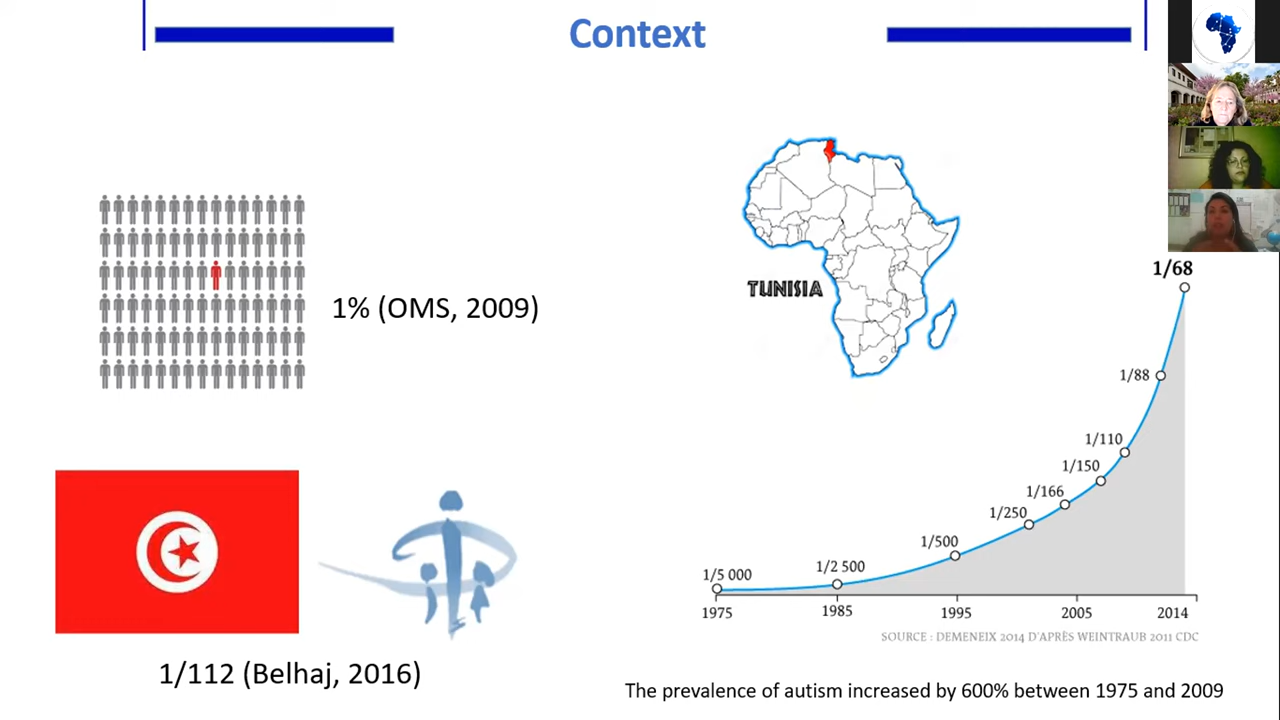 Context
1% (OMS, 2009)
TUNISIA
1/68
1/88
1/110
1/150
1/166
1/250
1/500
1/2 500
1/5 000
1975
1985
1995
2005
2014
SOURCE : DEMENEIX 2014 D'APRÈS WEINTRAUB 2011 CDC
1/112 (Belhaj, 2016)
The prevalence of autism increased by 600% between 1975 and 2009